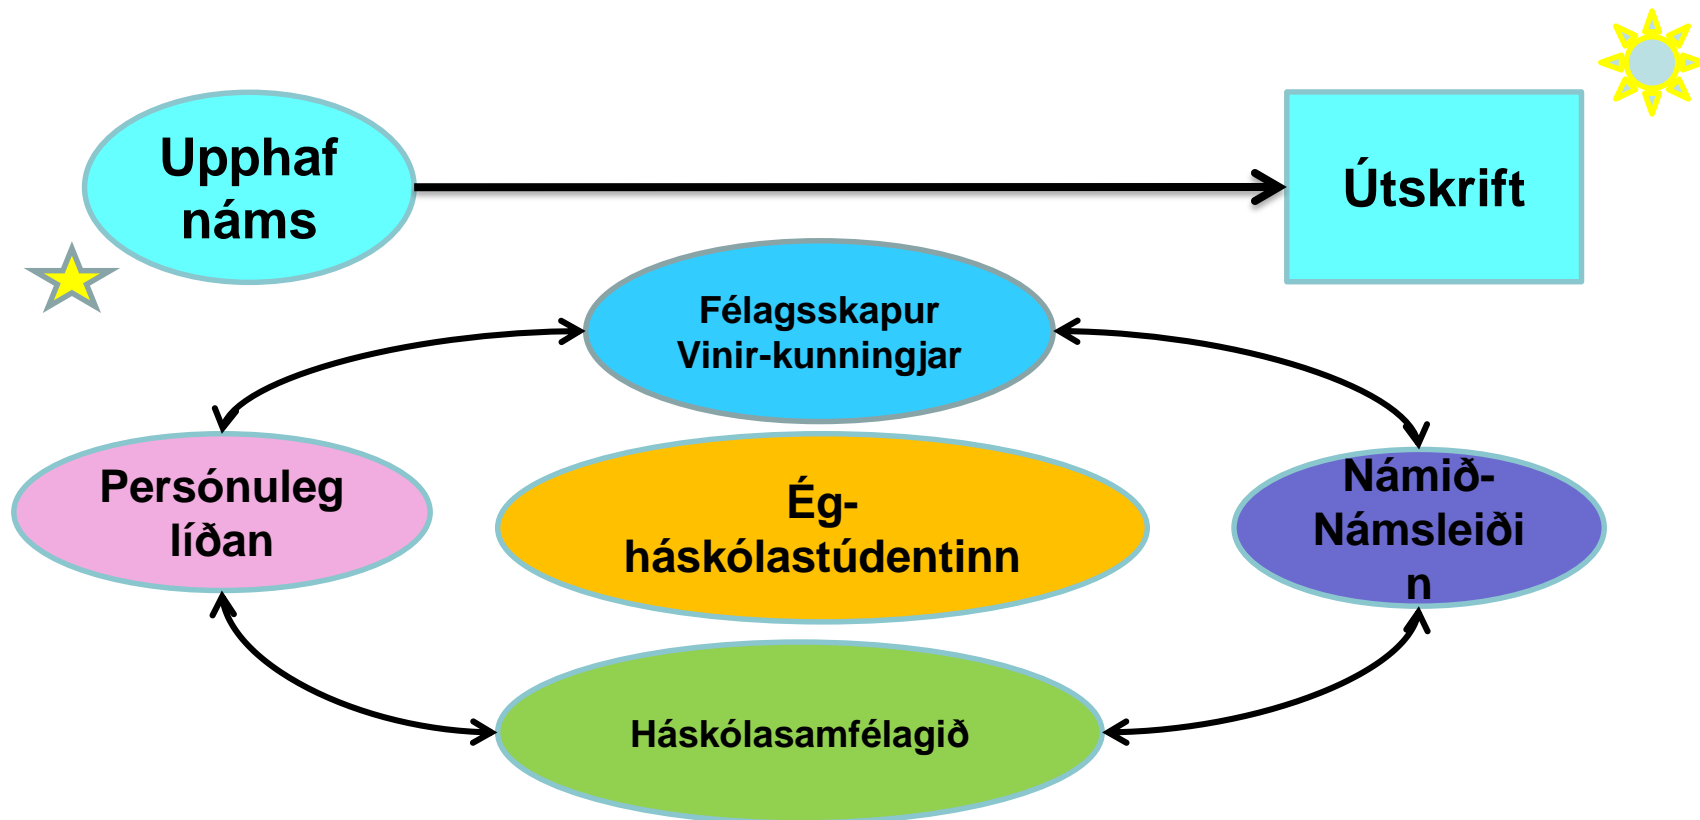 Upphaf
náms
Útskrift
Félagsskapur
Vinir-kunningjar
Persónuleg
líðan
Ég-
háskólastúdentinn
Námið-
Námsleiði
n
Háskólasamfélagið